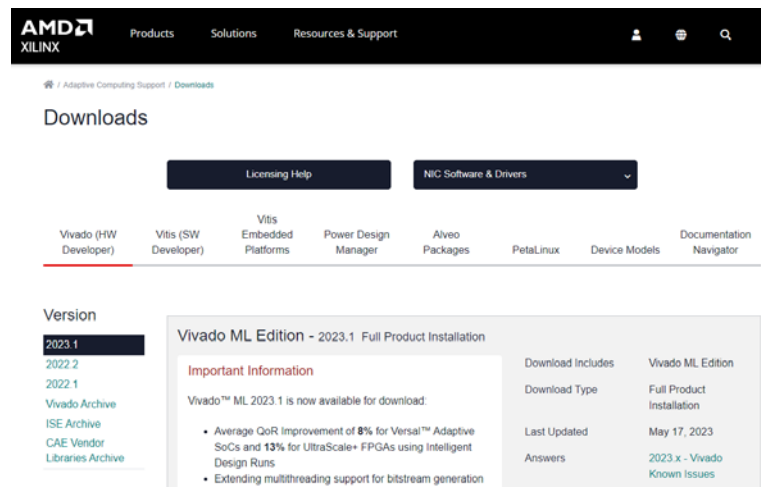 AMD
XILINX
Products
Solutions
Resources & Support
/ Adaptive Computing Support / Downloads
Downloads
Licensing Help
NIC Software & Drivers
Vivado (HW
Developer)
Vitis (SW
Developer)
Vitis
Embedded
Platforms
Power Design
Manager
Alveo
Packages
PetaLinux
Device Models
Documentation
Navigator
Version
2023.1
2022.2
2022.1
Vivado Archive
ISE Archive
CAE Vendor
Libraries Archive
Vivado ML Edition - 2023.1 Full Product Installation
Important Information
Vivado™ ML 2023.1 is now available for download:
• Average QoR Improvement of 8% for Versal™ Adaptive
SoCs and 13% for UltraScale+ FPGAs using Intelligent
Design Runs
• Extending multithreading support for bitstream generation
Download Includes
Vivado ML Edition
Download Type
Full Product
Installation
Last Updated
May 17, 2023
Answers
2023.x - Vivado
Known Issues